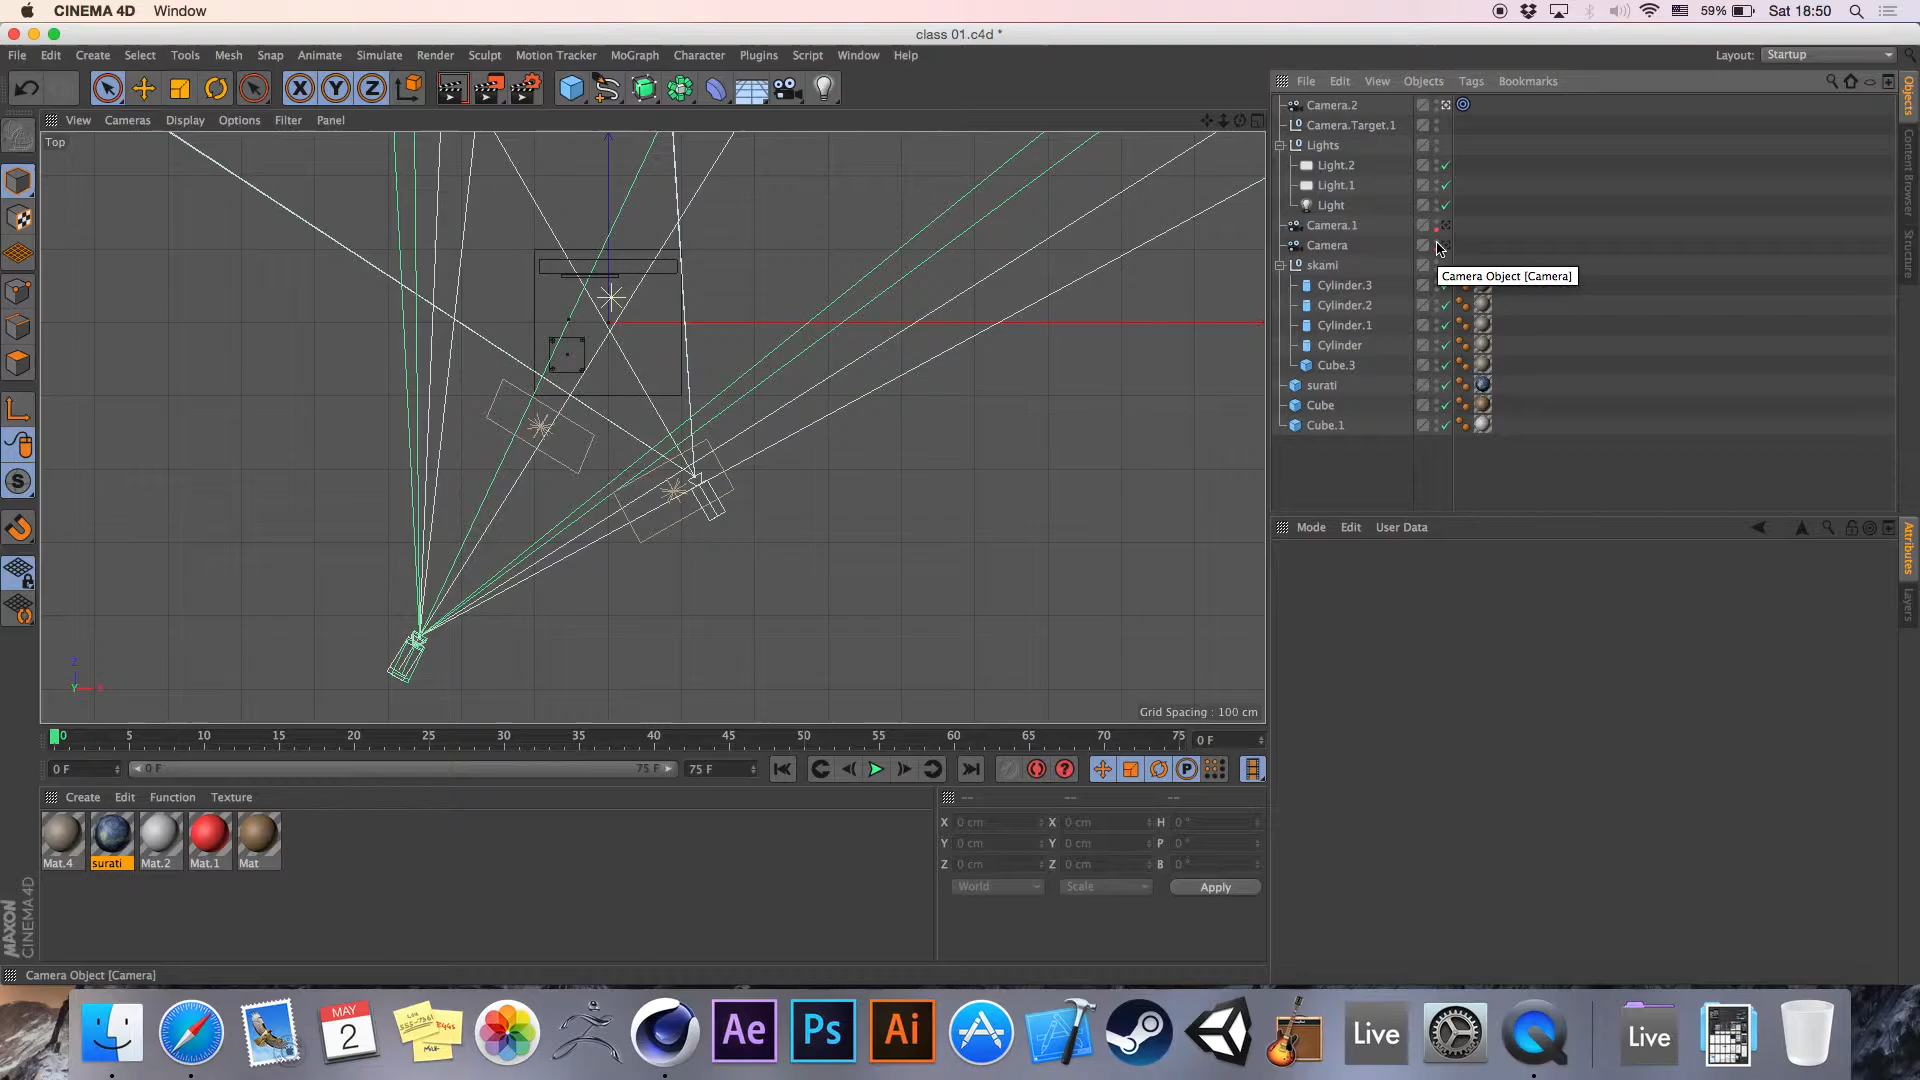 CINEMA 4D Window
59% Sat 18:50
class 01.c4d *
File Edit Create Select Tools Mesh Snap Animate Simulate Render Sculpt Motion Tracker MoGraph Character Plugins Script Window Help
Layout: Startup
X Y Z
File Edit View Objects Tags Bookmarks
View Cameras Display Options Filter Panel
Top
Camera.2
Camera.Target.1
Lights
Light.2
Light.1
Light
Camera.1
Camera
skami
Camera Object [Camera]
Cylinder.3
Cylinder.2
Cylinder.1
Cylinder
Cube.3
surati
Cube
Cube.1
Objects
Content Browser
Structure
Mode Edit User Data
Attributes
Layers
Z
Y X
Grid Spacing : 100 cm
0 5 10 15 20 25 30 35 40 45 50 55 60 65 70 75 0 F
0 F 0 F 75 F 75 F
Create Edit Function Texture
-- -- --
Mat.4 surati Mat.2 Mat.1 Mat
X 0 cm X 0 cm H 0 °
Y 0 cm Y 0 cm P 0 °
Z 0 cm Z 0 cm B 0 °
World Scale Apply
MAXON
CINEMA 4D
Camera Object [Camera]
MAY
2
Ae
Ps
Ai
Live
Live